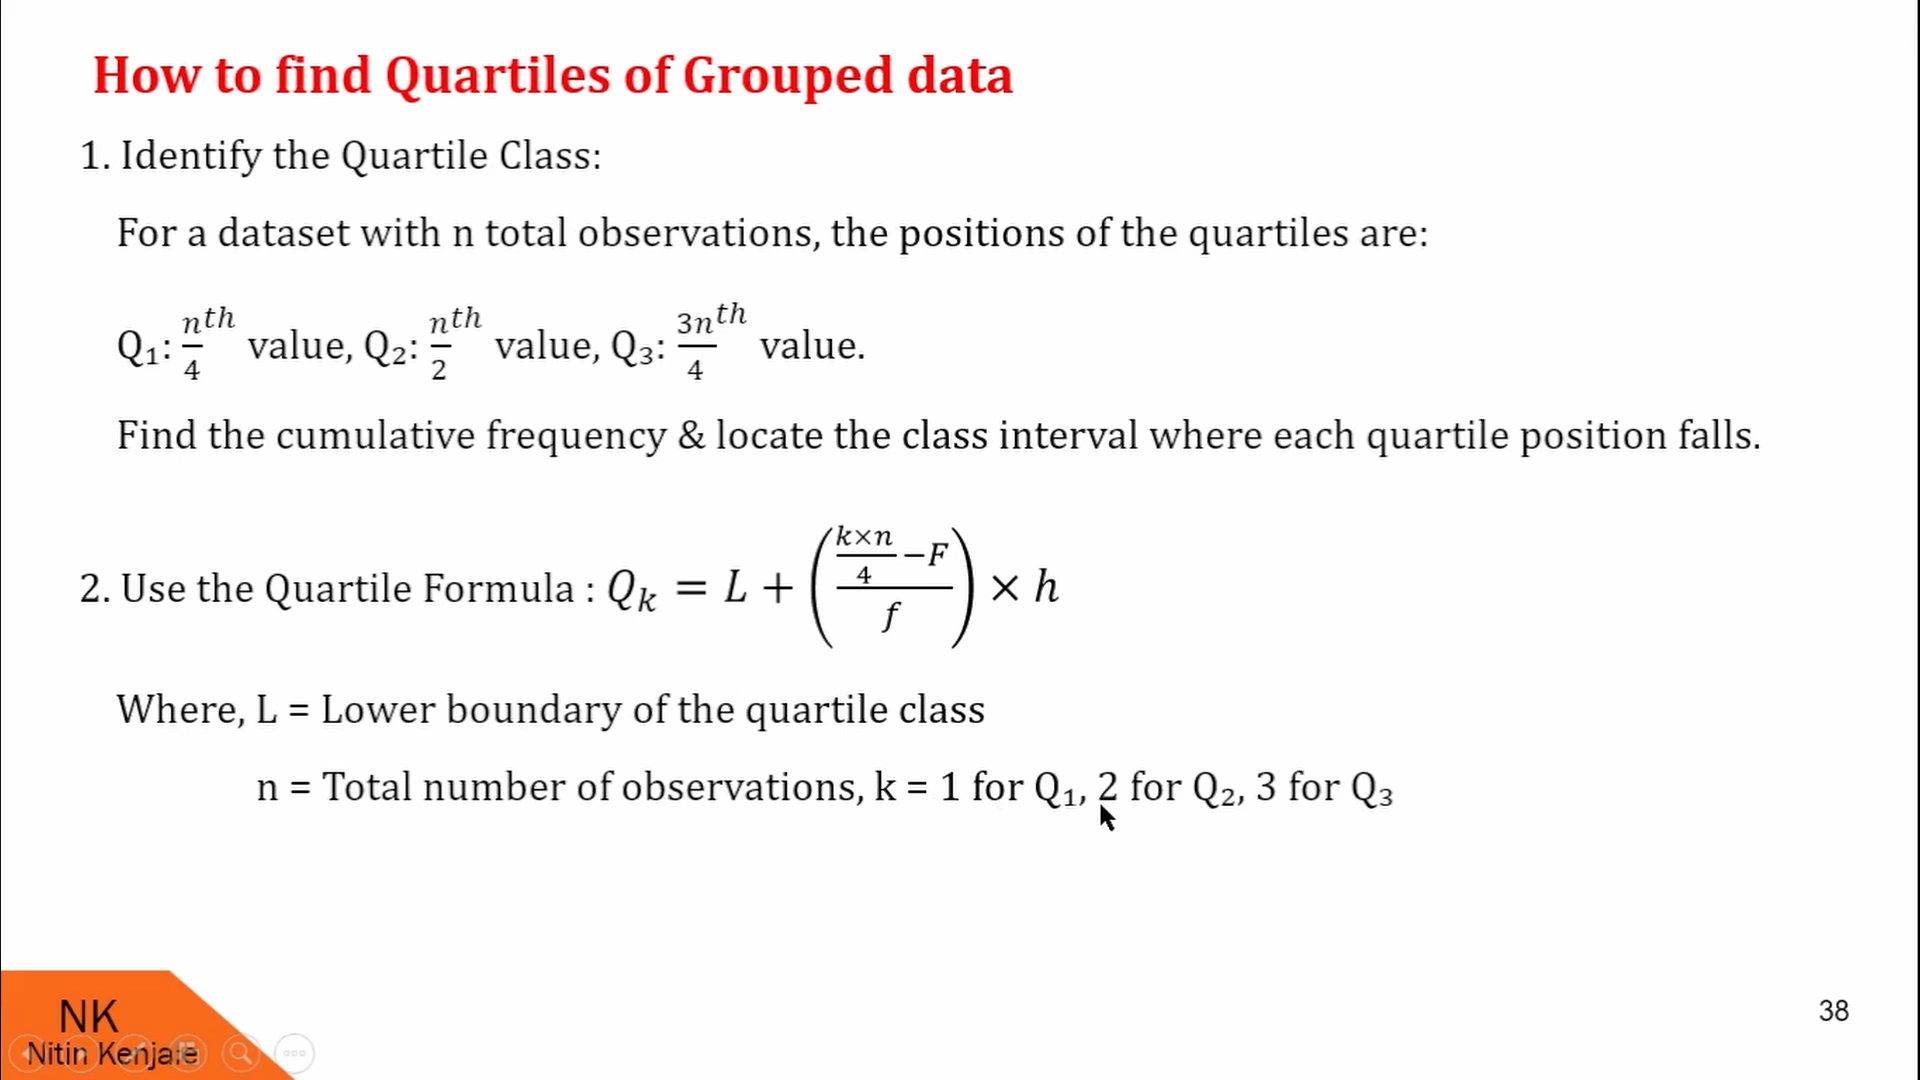 How to find Quartiles of Grouped data
1. Identify the Quartile Class:
For a dataset with n total observations, the positions of the quartiles are:
Q₁: n/4 ᵗʰ value, Q₂: n/2 ᵗʰ value, Q₃: 3n/4 ᵗʰ value.
Find the cumulative frequency & locate the class interval where each quartile position falls.
2. Use the Quartile Formula : Qₖ = L + ((k×n/4 − F)/f) × h
Where, L = Lower boundary of the quartile class
n = Total number of observations, k = 1 for Q₁, 2 for Q₂, 3 for Q₃
NK
Nitin Kenjale
38